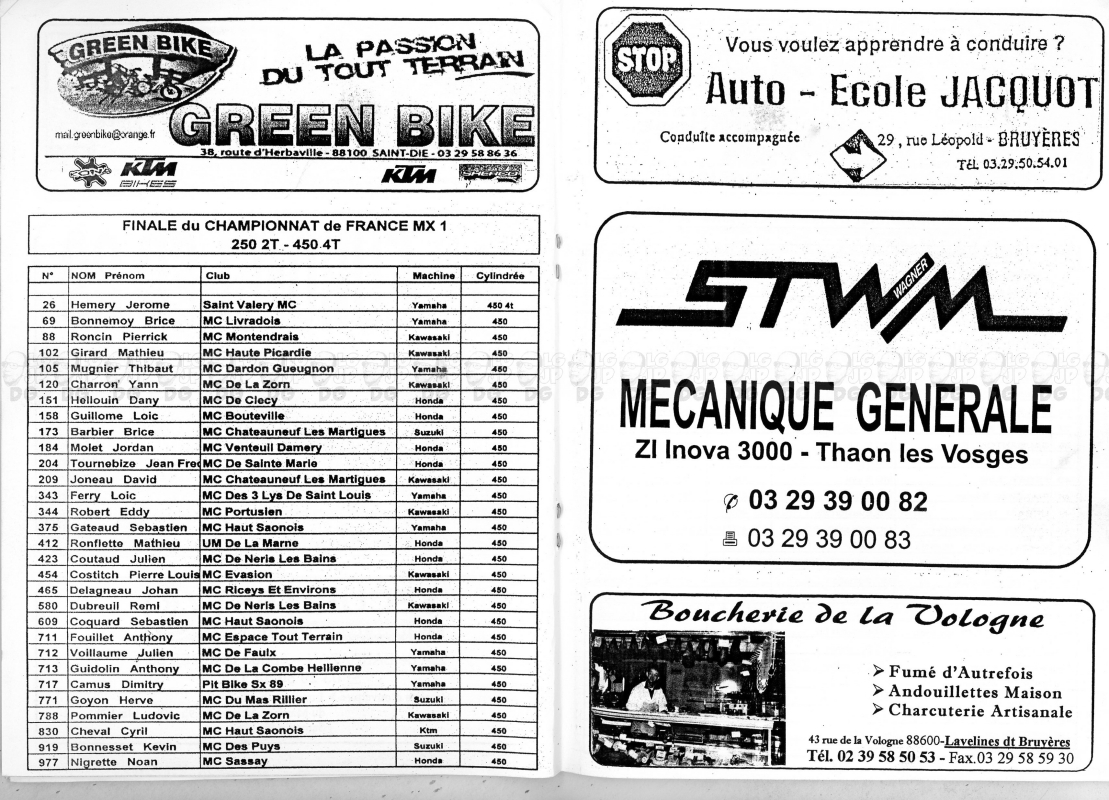 GREEN BIKE
LA PASSION
DU TOUT TERRAIN
mail.greenbike@orange.fr
GREEN BIKE
38, route d'Herbaville - 88100 SAINT-DIE - 03 29 58 86 36
KTM
BIKES
KTM
FINALE du CHAMPIONNAT de FRANCE MX 1
250 2T - 450 4T
N° NOM Prénom Club Machine Cylindrée
26 Hemery Jerome Saint Valery MC Yamaha 450 4t
69 Bonnemoy Brice MC Livradois Yamaha 450
88 Roncin Pierrick MC Montendrais Kawasaki 450
102 Girard Mathieu MC Haute Picardie Kawasaki 450
105 Mugnier Thibaut MC Dardon Gueugnon Yamaha 450
120 Charron Yann MC De La Zorn Kawasaki 450
151 Hellouin Dany MC De Clecy Honda 450
158 Guillome Loic MC Bouteville Honda 450
173 Barbier Brice MC Chateauneuf Les Martigues Suzuki 450
184 Molet Jordan MC Venteuil Damery Honda 450
204 Tournebize Jean Fred MC De Sainte Marie Honda 450
209 Joneau David MC Chateauneuf Les Martigues Kawasaki 450
343 Ferry Loic MC Des 3 Lys De Saint Louis Yamaha 450
344 Robert Eddy MC Portusien Kawasaki 450
375 Gateaud Sebastien MC Haut Saonois Yamaha 450
412 Ronflette Mathieu UM De La Marne Honda 450
423 Coutaud Julien MC De Neris Les Bains Honda 450
454 Costitch Pierre Louis MC Evasion Kawasaki 450
465 Delagneau Johan MC Riceys Et Environs Honda 450
580 Dubreuil Remi MC De Neris Les Bains Kawasaki 450
609 Coquard Sebastien MC Haut Saonois Honda 450
711 Fouillet Anthony MC Espace Tout Terrain Honda 450
712 Voillaume Julien MC De Faulx Yamaha 450
713 Guidolin Anthony MC De La Combe Hellienne Yamaha 450
717 Camus Dimitry Pit Bike Sx 89 Yamaha 450
771 Goyon Herve MC Du Mas Rillier Suzuki 450
788 Pommier Ludovic MC De La Zorn Kawasaki 450
830 Cheval Cyril MC Haut Saonois Ktm 450
919 Bonnesset Kevin MC Des Puys Suzuki 450
977 Nigrette Noan MC Sassay Honda 450
STOP
Vous voulez apprendre à conduire ?
Auto - Ecole JACQUOT
Conduite accompagnée
29 , rue Léopold - BRUYÈRES
TÉL. 03.29.50.54.01
STWM
WAGNER
MECANIQUE GENERALE
ZI Inova 3000 - Thaon les Vosges
✆ 03 29 39 00 82
03 29 39 00 83
Boucherie de la Vologne
➢ Fumé d'Autrefois
➢ Andouillettes Maison
➢ Charcuterie Artisanale
43 rue de la Vologne 88600-Lavelines dt Bruyères
Tél. 02 39 58 50 53 - Fax.03 29 58 59 30